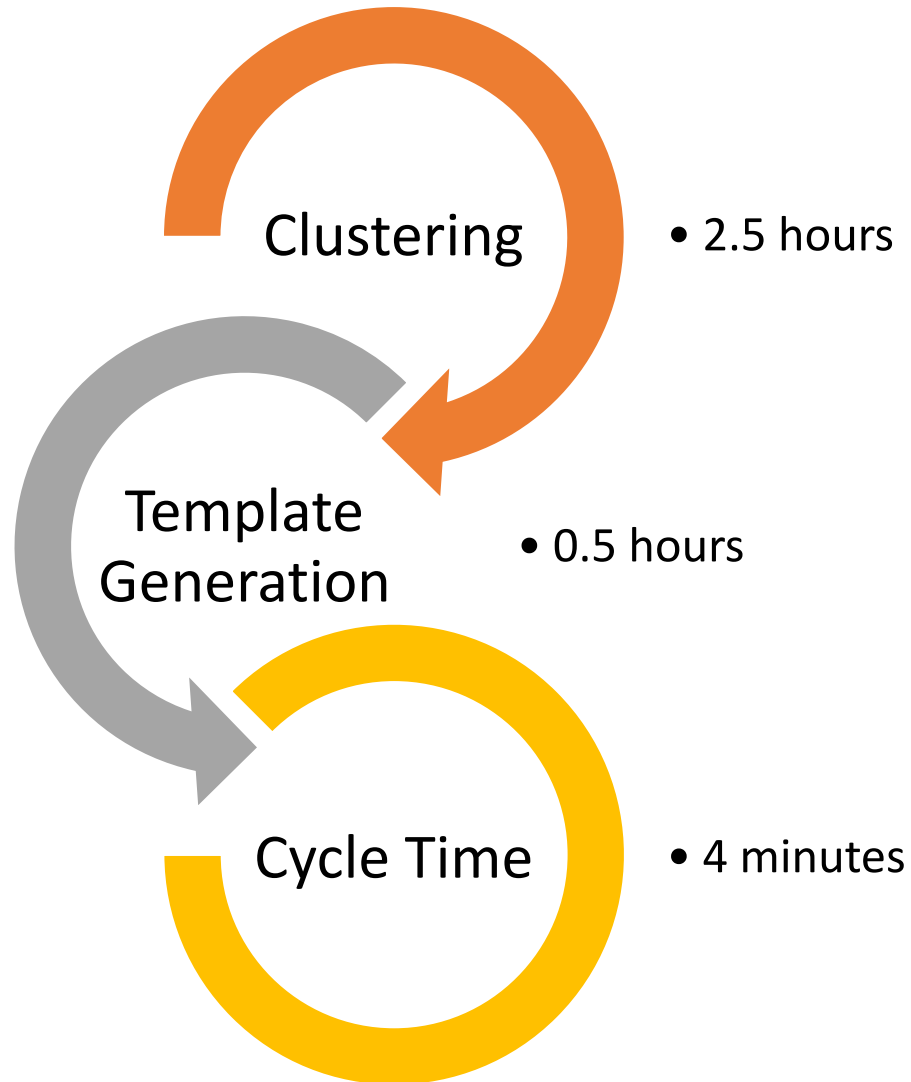 Clustering
• 2.5 hours
Template
Generation
• 0.5 hours
Cycle Time
• 4 minutes